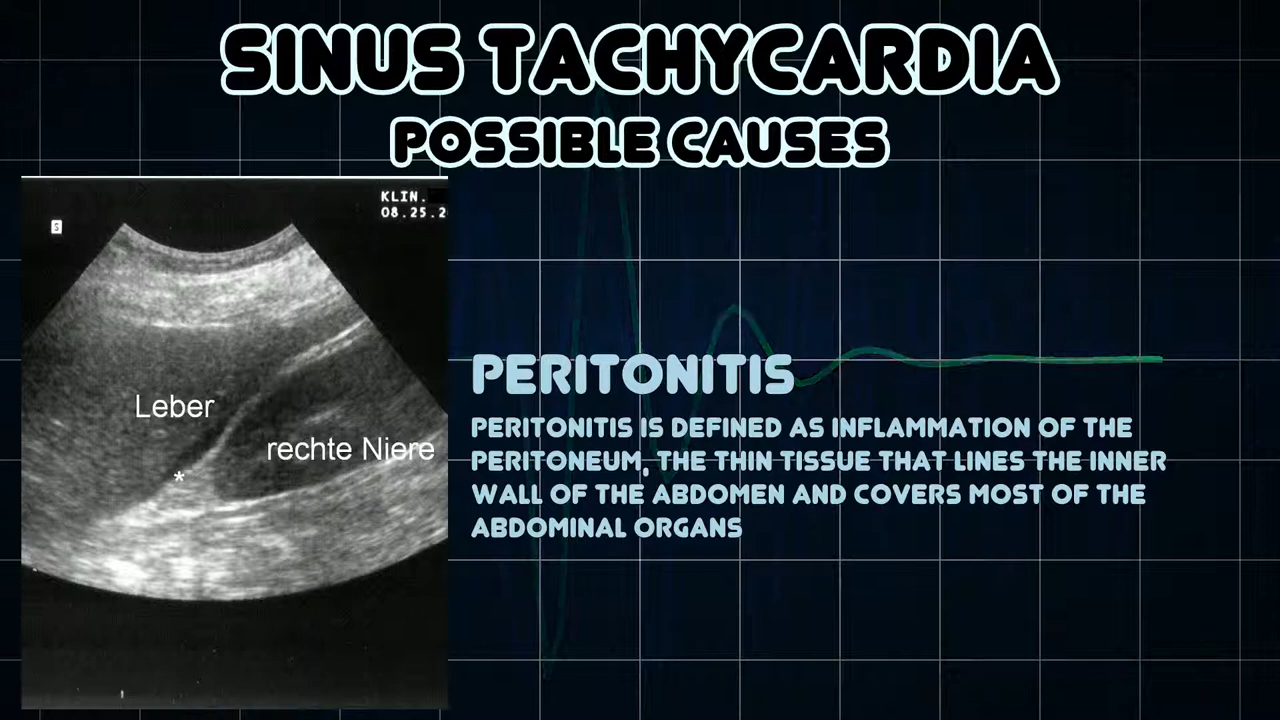 SINUS TACHYCARDIA
POSSIBLE CAUSES
KLIN.
08.25.2
S
Leber
rechte Niere
*
PERITONITIS
PERITONITIS IS DEFINED AS INFLAMMATION OF THE
PERITONEUM, THE THIN TISSUE THAT LINES THE INNER
WALL OF THE ABDOMEN AND COVERS MOST OF THE
ABDOMINAL ORGANS